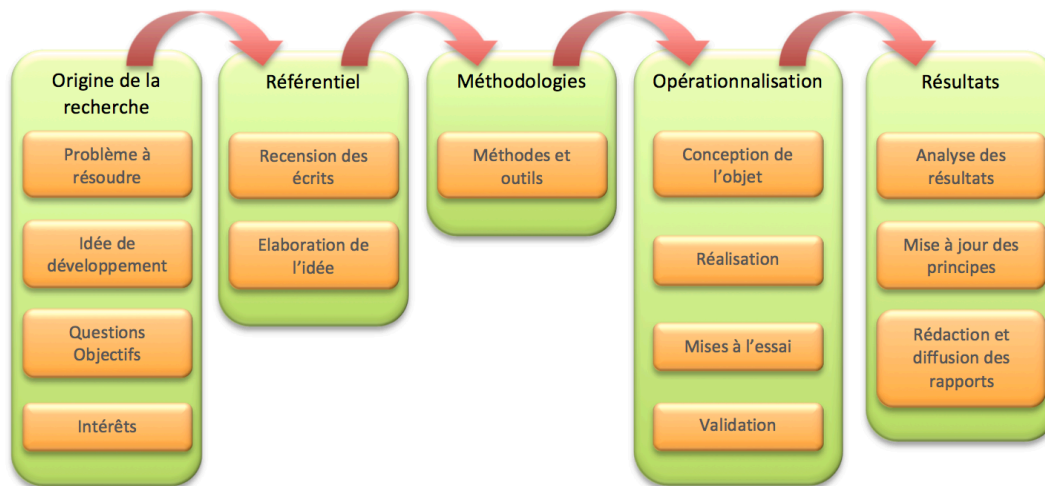 Origine de la
recherche
Problème à
résoudre
Idée de
développement
Questions
Objectifs
Intérêts
Référentiel
Recension des
écrits
Elaboration de
l'idée
Méthodologies
Méthodes et
outils
Opérationnalisation
Conception de
l'objet
Réalisation
Mises à l'essai
Validation
Résultats
Analyse des
résultats
Mise à jour des
principes
Rédaction et
diffusion des
rapports